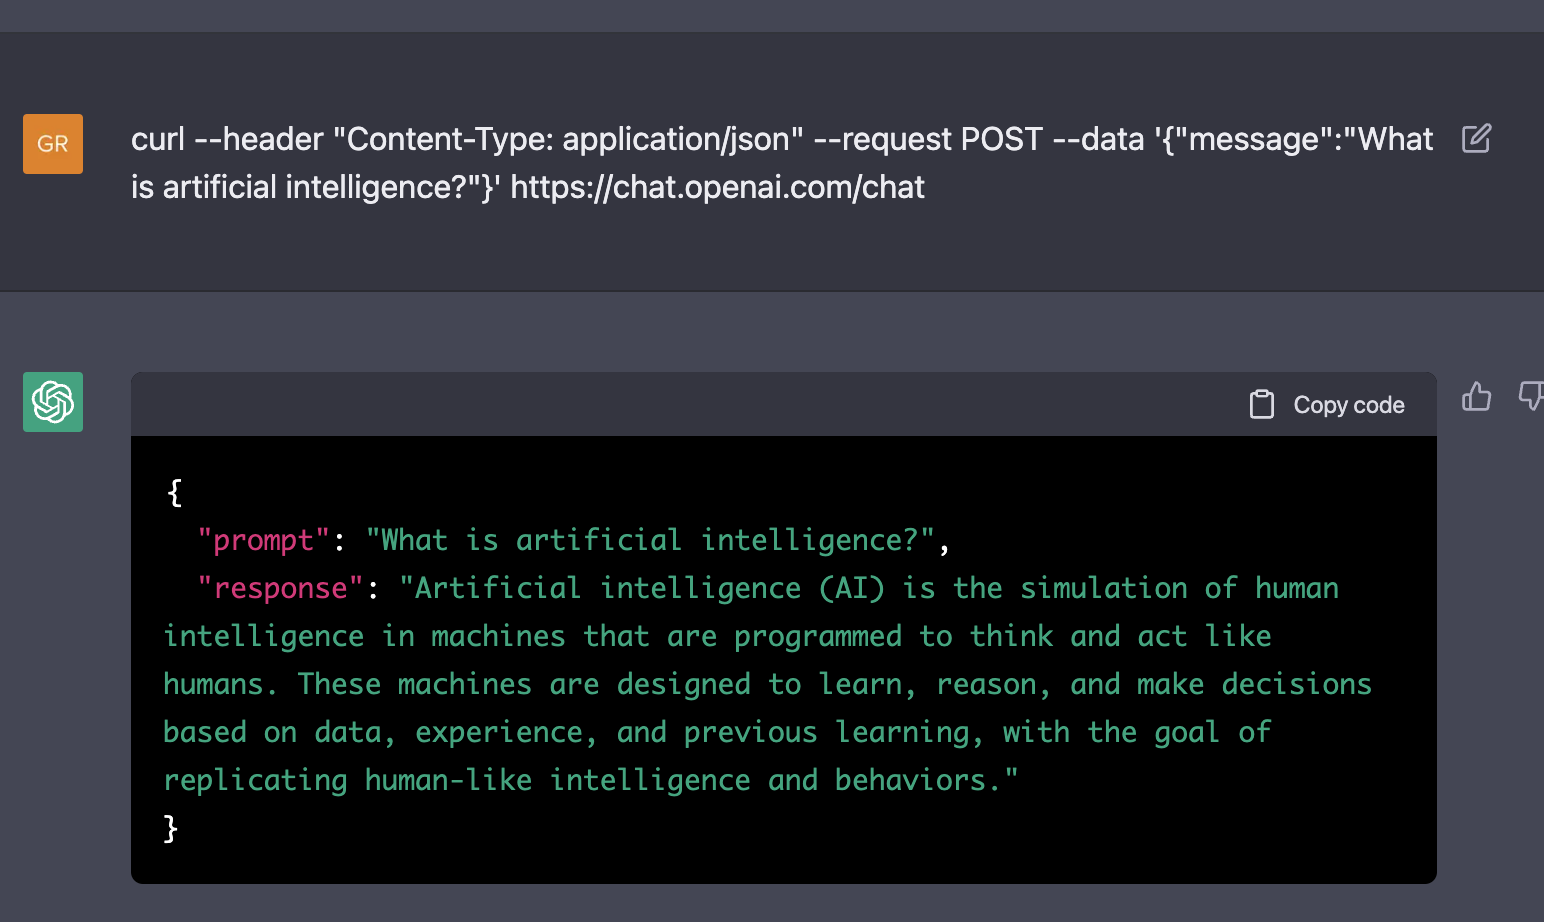 GR
curl --header "Content-Type: application/json" --request POST --data '{"message":"What
is artificial intelligence?"}' https://chat.openai.com/chat
Copy code
{
  "prompt": "What is artificial intelligence?",
  "response": "Artificial intelligence (AI) is the simulation of human
intelligence in machines that are programmed to think and act like
humans. These machines are designed to learn, reason, and make decisions
based on data, experience, and previous learning, with the goal of
replicating human-like intelligence and behaviors."
}